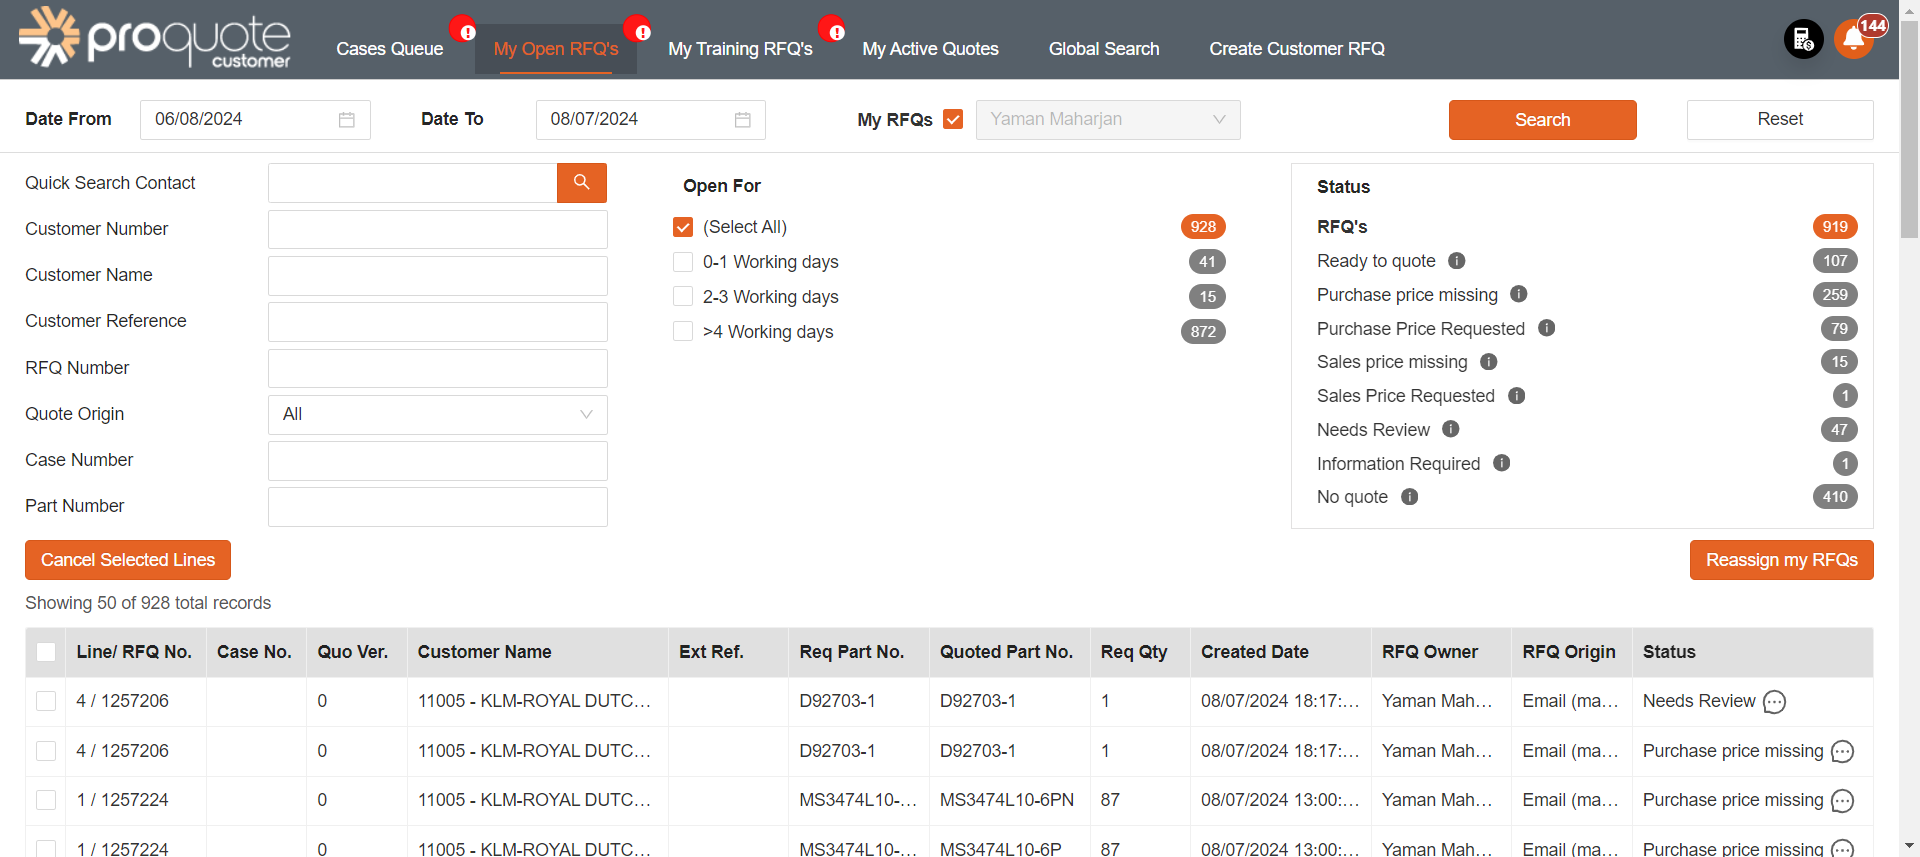 proquote
customer
Cases Queue
My Open RFQ's
My Training RFQ's
My Active Quotes
Global Search
Create Customer RFQ
144
Date From 06/08/2024 Date To 08/07/2024 My RFQs Yaman Maharjan Search Reset
Quick Search Contact
Customer Number
Customer Name
Customer Reference
RFQ Number
Quote Origin All
Case Number
Part Number
Open For
(Select All) 928
0-1 Working days 41
2-3 Working days 15
>4 Working days 872
Status
RFQ's 919
Ready to quote 107
Purchase price missing 259
Purchase Price Requested 79
Sales price missing 15
Sales Price Requested 1
Needs Review 47
Information Required 1
No quote 410
Cancel Selected Lines Reassign my RFQs
Showing 50 of 928 total records
Line/ RFQ No. Case No. Quo Ver. Customer Name Ext Ref. Req Part No. Quoted Part No. Req Qty Created Date RFQ Owner RFQ Origin Status
4 / 1257206 0 11005 - KLM-ROYAL DUTC... D92703-1 D92703-1 1 08/07/2024 18:17:... Yaman Mah... Email (ma... Needs Review
4 / 1257206 0 11005 - KLM-ROYAL DUTC... D92703-1 D92703-1 1 08/07/2024 18:17:... Yaman Mah... Email (ma... Purchase price missing
1 / 1257224 0 11005 - KLM-ROYAL DUTC... MS3474L10-... MS3474L10-6PN 87 08/07/2024 13:00:... Yaman Mah... Email (ma... Purchase price missing
1 / 1257224 0 11005 - KLM-ROYAL DUTC... MS3474L10-... MS3474L10-6P 87 08/07/2024 13:00:... Yaman Mah... Email (ma... Purchase price missing